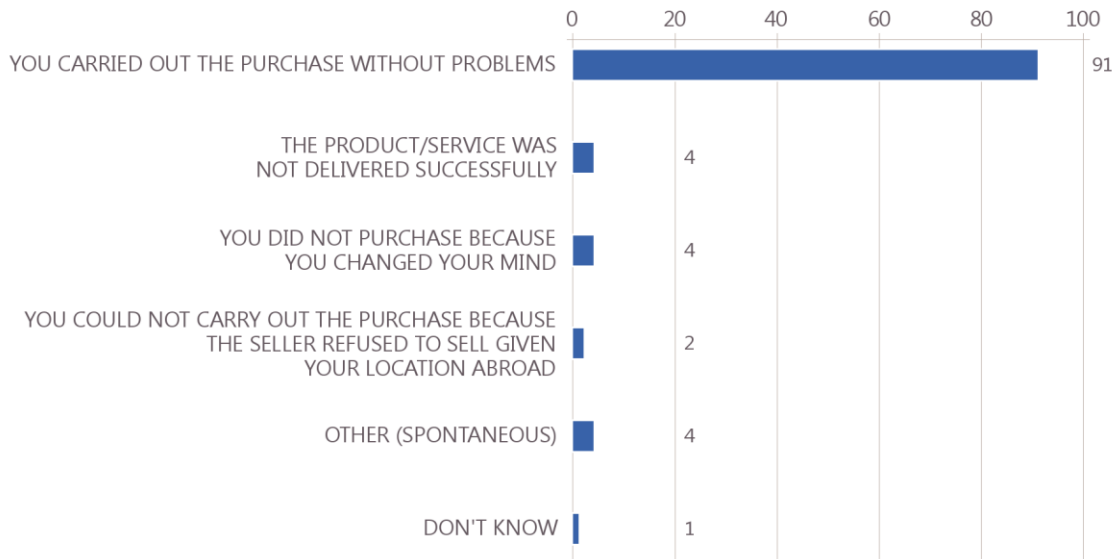 0 20 40 60 80 100
YOU CARRIED OUT THE PURCHASE WITHOUT PROBLEMS 91
THE PRODUCT/SERVICE WAS
NOT DELIVERED SUCCESSFULLY 4
YOU DID NOT PURCHASE BECAUSE
YOU CHANGED YOUR MIND 4
YOU COULD NOT CARRY OUT THE PURCHASE BECAUSE
THE SELLER REFUSED TO SELL GIVEN 2
YOUR LOCATION ABROAD
OTHER (SPONTANEOUS) 4
DON'T KNOW 1